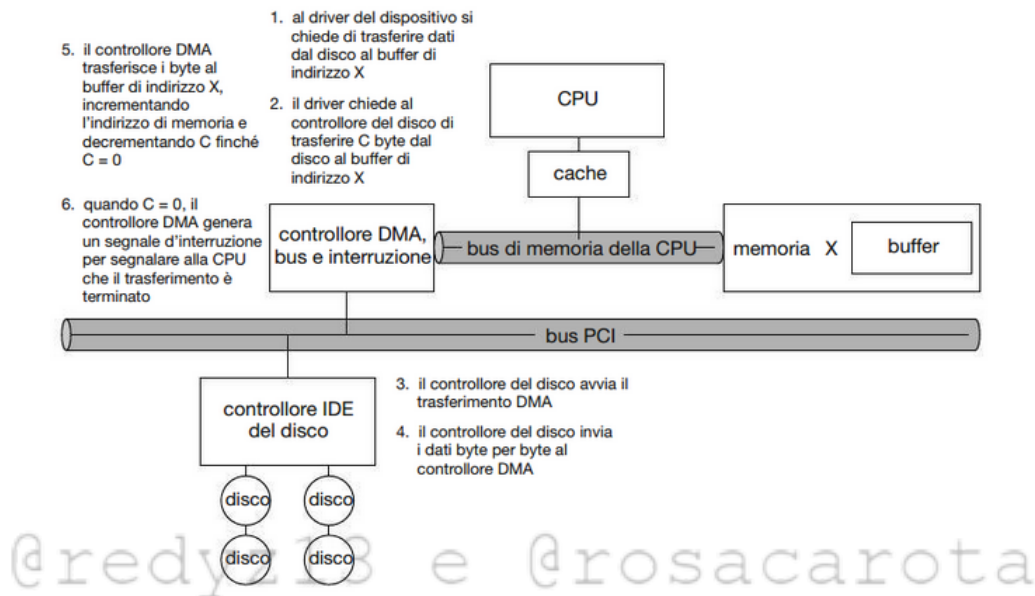 1. al driver del dispositivo si
chiede di trasferire dati
dal disco al buffer di
indirizzo X
2. il driver chiede al
controllore del disco di
trasferire C byte dal
disco al buffer di
indirizzo X
5. il controllore DMA
trasferisce i byte al
buffer di indirizzo X,
incrementando
l'indirizzo di memoria e
decrementando C finché
C = 0
6. quando C = 0, il
controllore DMA genera
un segnale d'interruzione
per segnalare alla CPU
che il trasferimento è
terminato
CPU
cache
controllore DMA,
bus e interruzione
bus di memoria della CPU
memoria X
buffer
bus PCI
controllore IDE
del disco
3. il controllore del disco avvia il
trasferimento DMA
4. il controllore del disco invia
i dati byte per byte al
controllore DMA
disco
disco
disco
disco
@redyz13 e @rosacarota